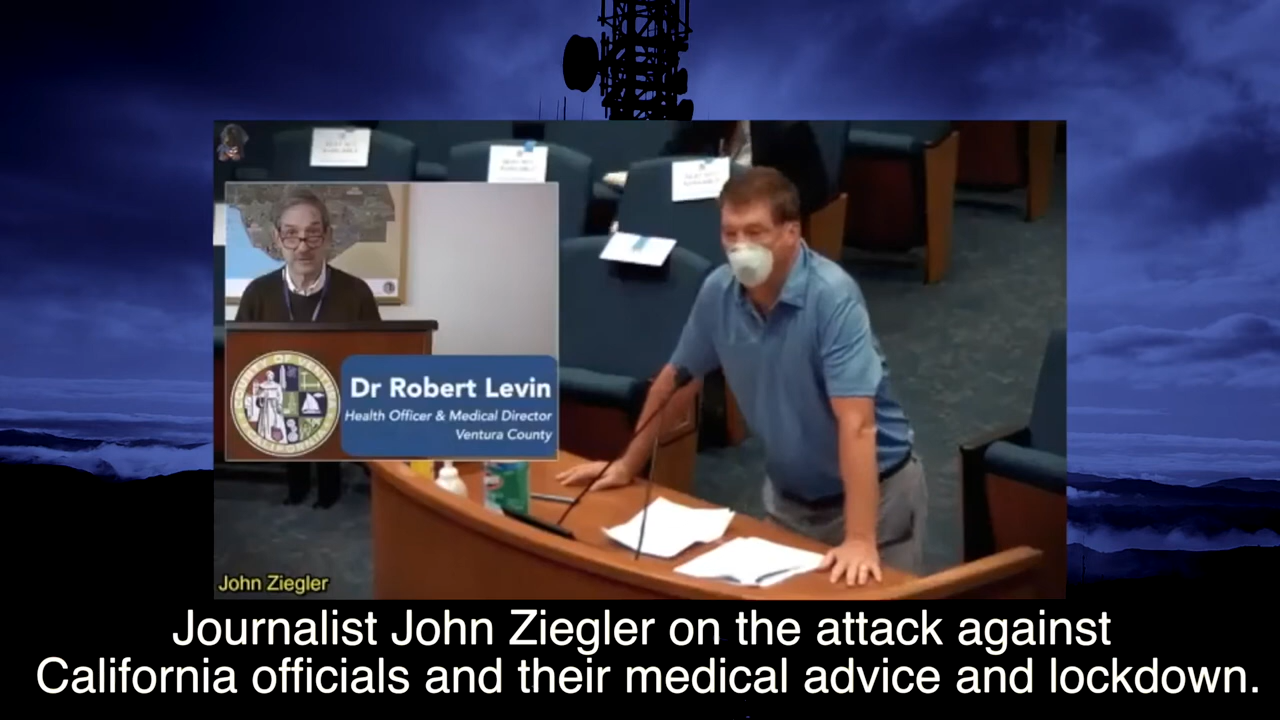 Dr Robert Levin
Health Officer & Medical Director
Ventura County
John Ziegler
Journalist John Ziegler on the attack against
California officials and their medical advice and lockdown.